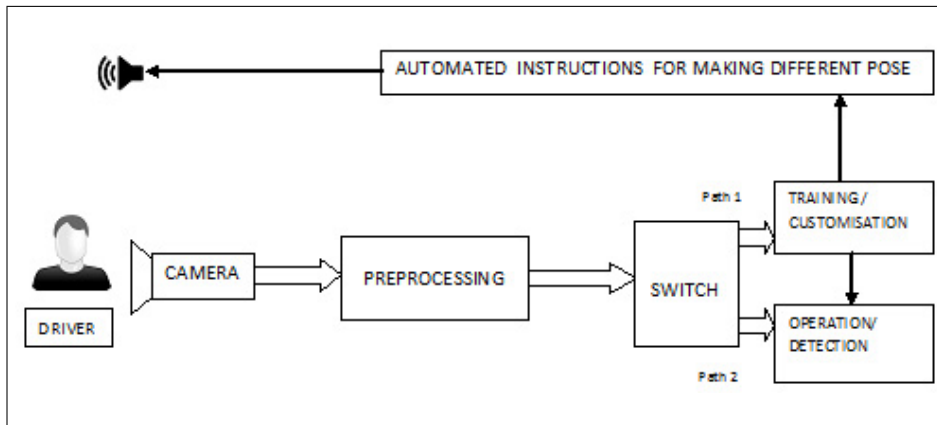 AUTOMATED INSTRUCTIONS FOR MAKING DIFFERENT POSE
Path 1
TRAINING/
CUSTOMISATION
CAMERA
PREPROCESSING
SWITCH
DRIVER
OPERATION/
DETECTION
Path 2